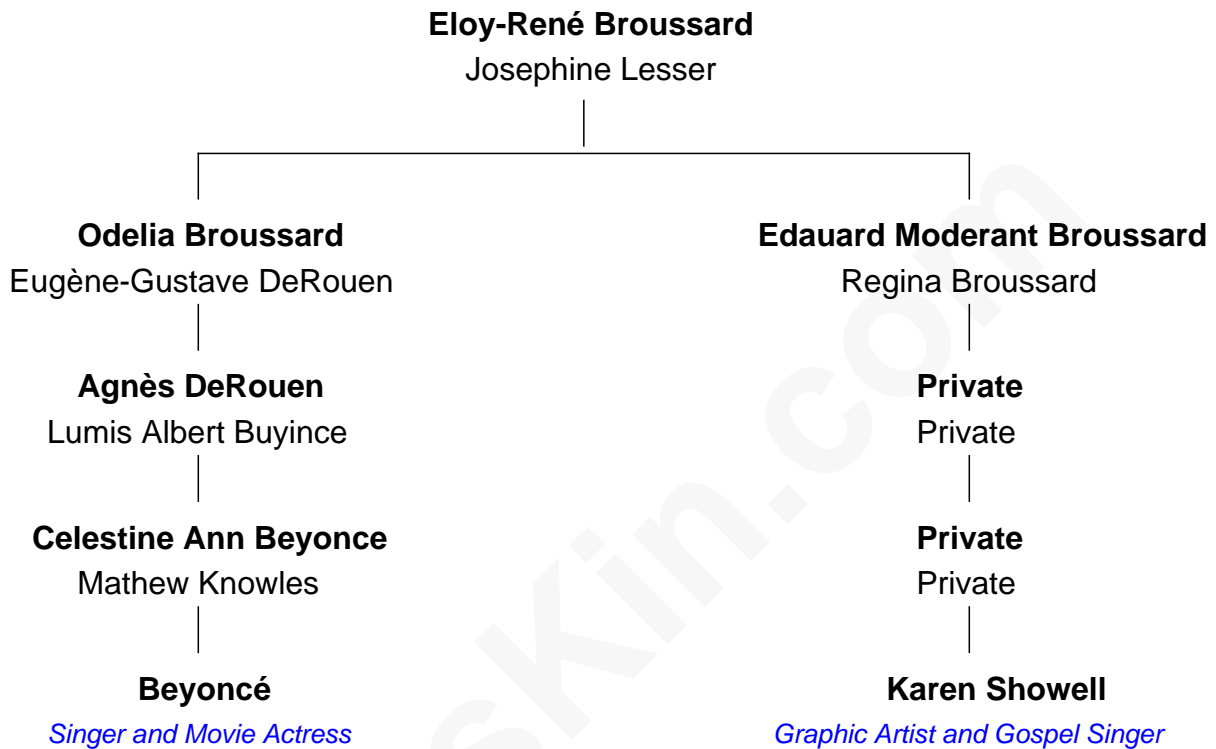 Eloy-René Broussard
Josephine Lesser
Odelia Broussard
Eugène-Gustave DeRouen
Edauard Moderant Broussard
Regina Broussard
Agnès DeRouen
Lumis Albert Buyince
Private
Private
Celestine Ann Beyonce
Mathew Knowles
Private
Private
Beyoncé
Singer and Movie Actress
Karen Showell
Graphic Artist and Gospel Singer
sKin.com